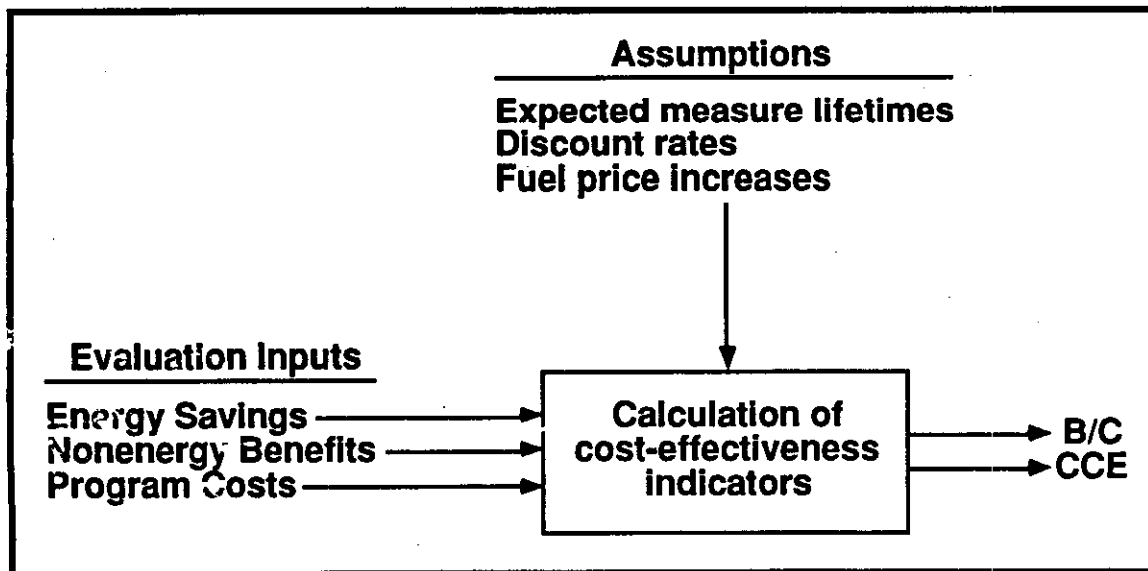 Assumptions
Expected measure lifetimes
Discount rates
Fuel price increases
Evaluation Inputs
Energy Savings
Nonenergy Benefits
Program Costs
Calculation of
cost-effectiveness
indicators
B/C
CCE